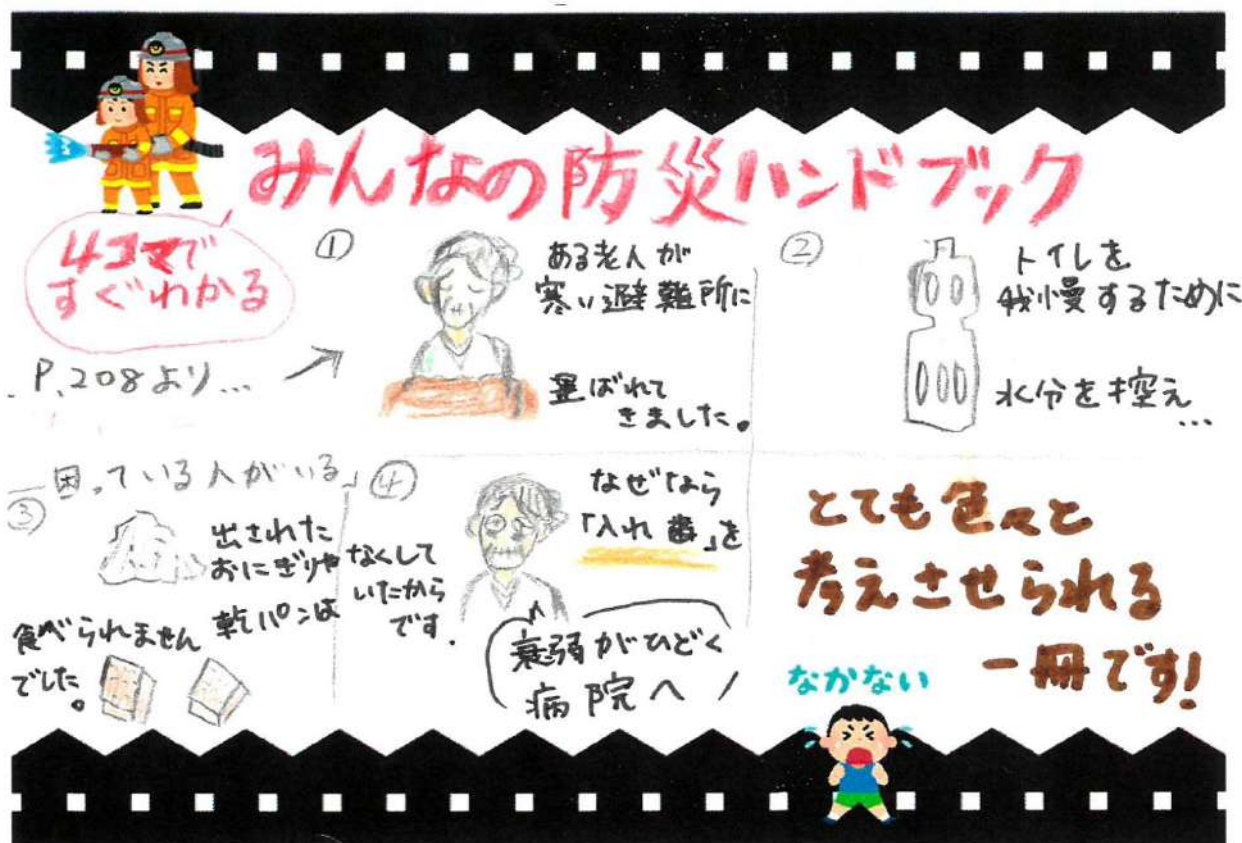 みんなの防災ハンドブック
4コマで
すぐわかる
P.208より…
①
ある老人が
寒い避難所に
運ばれて
きました。
②
トイレを
我慢するために
水分を控え…
困っている人がいる」
③
出された
おにぎりや
乾パンは
食べられません
でした。
④
なぜなら
「入れ歯」を
なくして
いたから
です.
衰弱がひどく
病院へ
とても色々と
考えさせられる
一冊です!
なかない